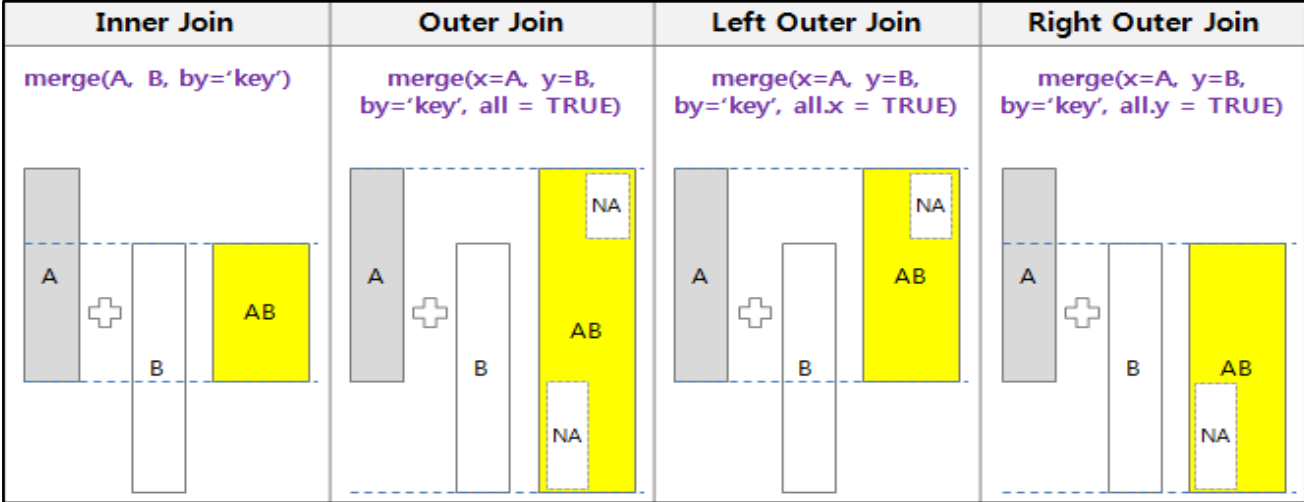 Inner Join
Outer Join
Left Outer Join
Right Outer Join
merge(A, B, by=‘key’)
merge(x=A, y=B,
by=‘key’, all = TRUE)
merge(x=A, y=B,
by=‘key’, all.x = TRUE)
merge(x=A, y=B,
by=‘key’, all.y = TRUE)
A
B
AB
A
B
NA
AB
NA
A
B
NA
AB
A
B
AB
NA